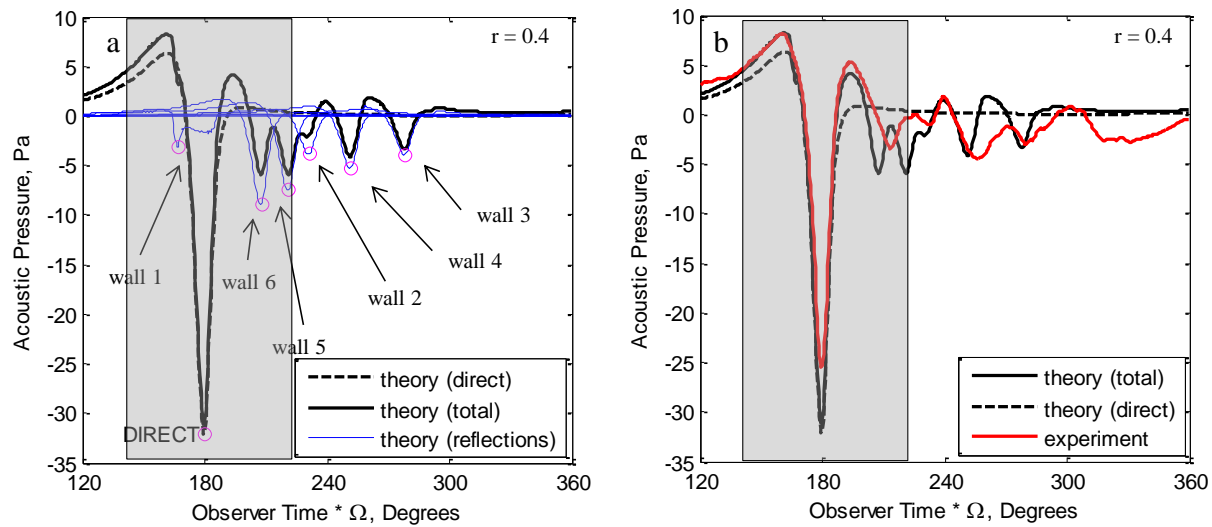 a
r = 0.4
10
5
0
-5
-10
-15
-20
-25
-30
-35
120
180
240
300
360
Acoustic Pressure, Pa
Observer Time * Ω, Degrees
wall 1
wall 6
wall 5
wall 2
wall 4
wall 3
DIRECT
theory (direct)
theory (total)
theory (reflections)
b
r = 0.4
10
5
0
-5
-10
-15
-20
-25
-30
-35
120
180
240
300
360
Acoustic Pressure, Pa
Observer Time * Ω, Degrees
theory (total)
theory (direct)
experiment